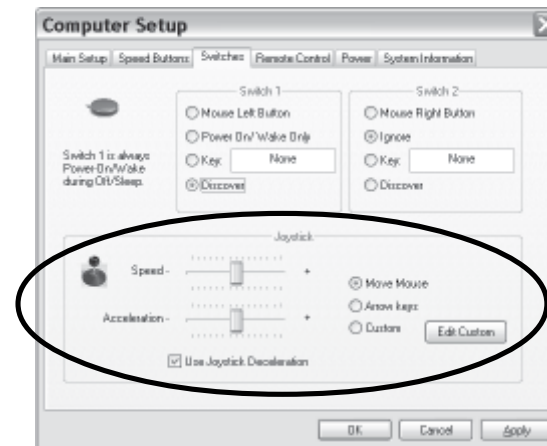 Computer Setup
Main Setup Speed Buttons Switches Remote Control Power System Information
Switch 1
Mouse Left Button
Power On/Wake Only
Key: None
Discover
Switch 2
Mouse Right Button
Ignore
Key: None
Discover
Switch 1 is always
Power-On/Wake
during Off/Sleep.
Joystick
Speed - +
Acceleration - +
Use Joystick Deceleration
Move Mouse
Arrow keys
Custom Edit Custom
OK Cancel Apply